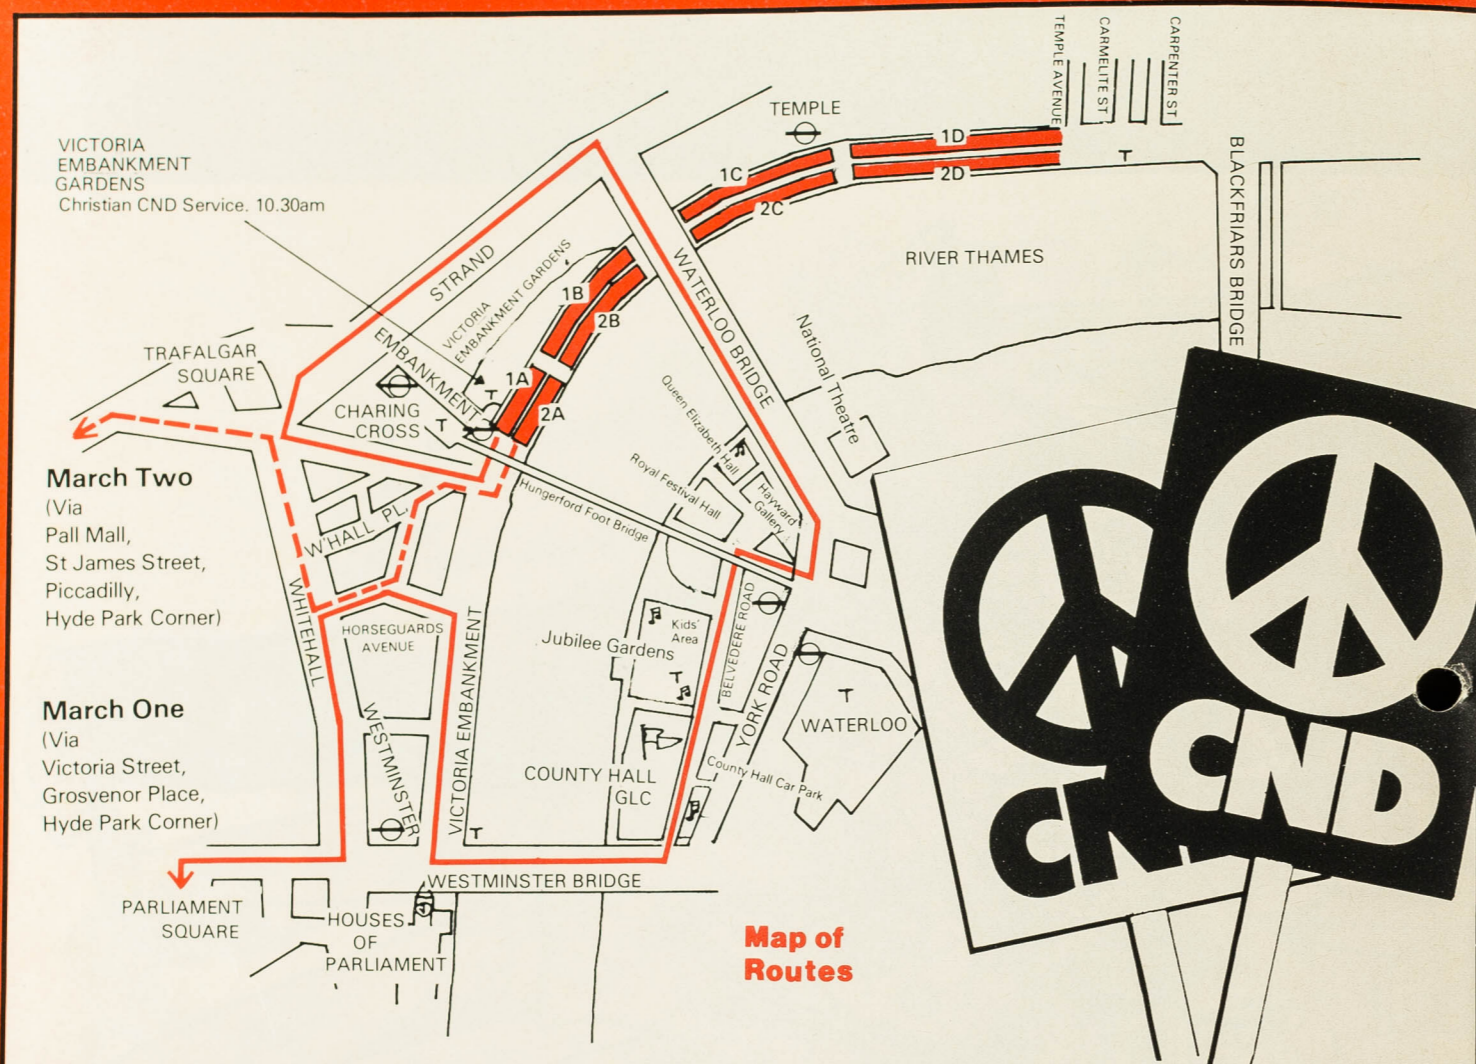 TEMPLE AVENUE
CARMELITE ST
CARPENTER ST
TEMPLE
1D
2D
1C
2C
BLACKFRIARS BRIDGE
VICTORIA
EMBANKMENT
GARDENS
Christian CND Service. 10.30am
RIVER THAMES
STRAND
WATERLOO BRIDGE
VICTORIA
EMBANKMENT GARDENS
1B
2B
EMBANKMENT
TRAFALGAR
SQUARE
1A
2A
CHARING
CROSS
T
T
T
National Theatre
Queen Elizabeth Hall
Royal Festival Hall
Hayward
Gallery
Hungerford Foot Bridge
March Two
(Via
Pall Mall,
St James Street,
Piccadilly,
Hyde Park Corner)
W'HALL PL.
WHITEHALL
HORSEGUARDS
AVENUE
VICTORIA EMBANKMENT
Jubilee Gardens
Kids'
Area
T
BELVEDERE ROAD
YORK ROAD
T
WATERLOO
March One
(Via
Victoria Street,
Grosvenor Place,
Hyde Park Corner)
WESTMINSTER
T
COUNTY HALL
GLC
County Hall Car Park
WESTMINSTER BRIDGE
PARLIAMENT
SQUARE
HOUSES
OF
PARLIAMENT
Map of
Routes
CN
CND